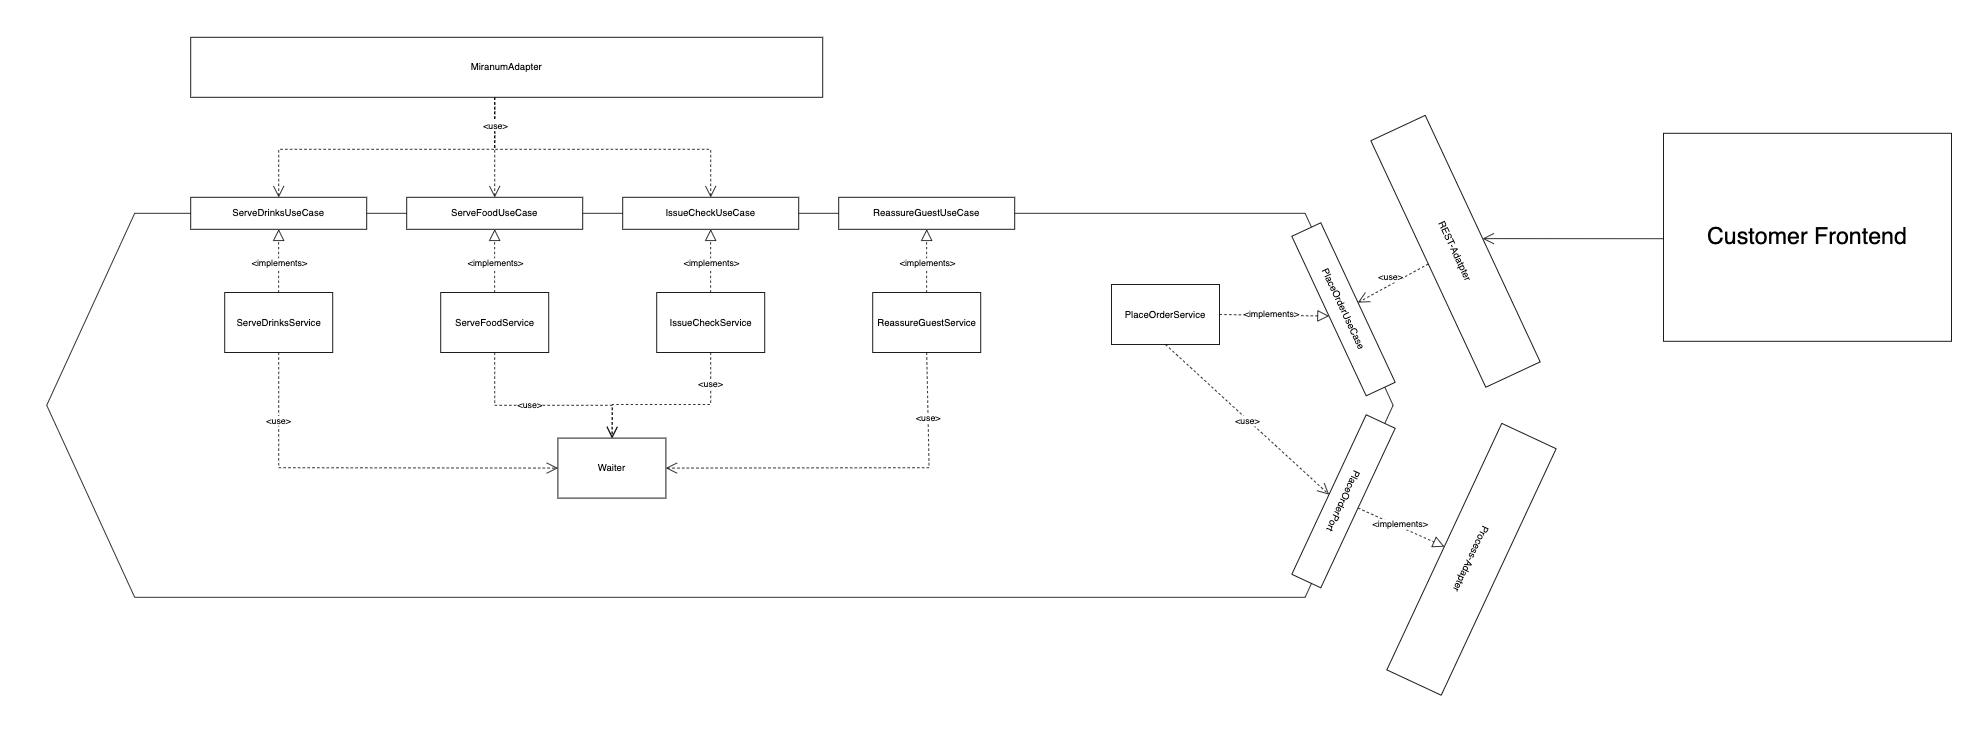 MiranumAdapter
<use>
ServeDrinksUseCase
ServeFoodUseCase
IssueCheckUseCase
ReassureGuestUseCase
<implements>
<implements>
<implements>
<implements>
ServeDrinksService
ServeFoodService
IssueCheckService
ReassureGuestService
<use>
<use>
<use>
<use>
Waiter
PlaceOrderService
<implements>
PlaceOrderUseCase
<use>
REST-Adatpter
Customer Frontend
<use>
PlaceOrderPort
<implements>
Process-Adapter